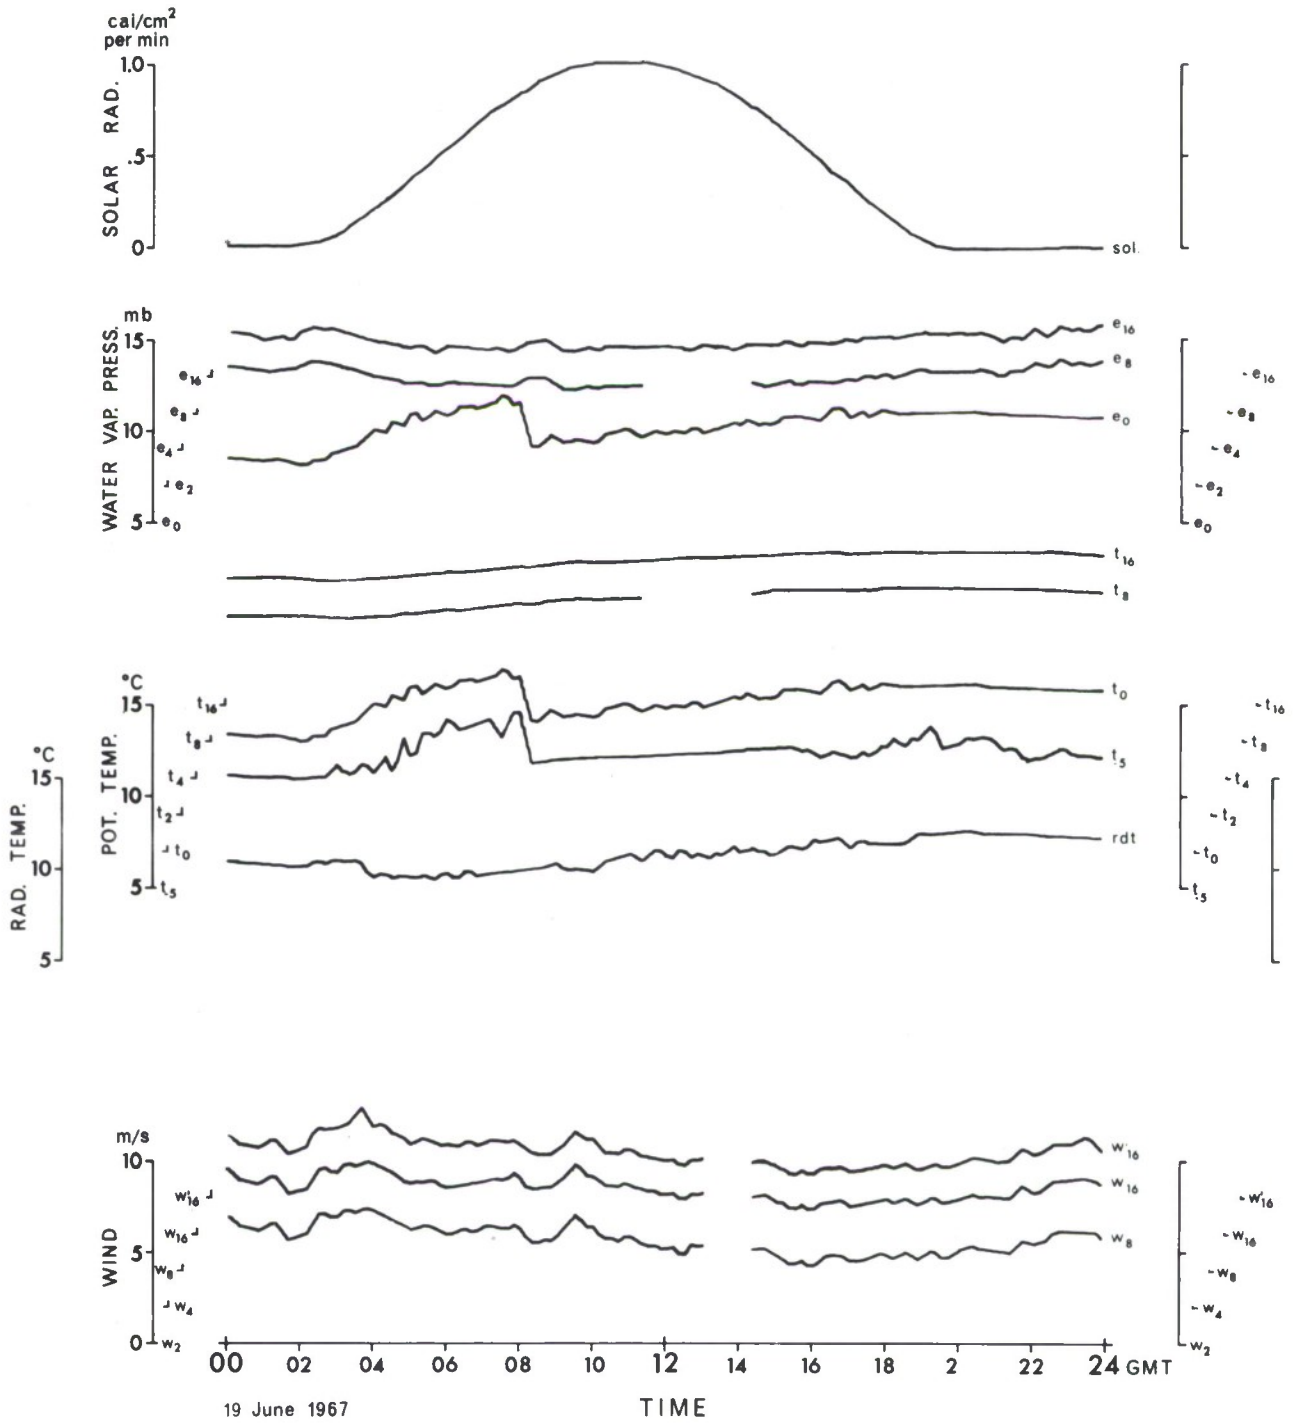 cal/cm²
per min
SOLAR RAD.
1.0
.5
0
sol.
mb
WATER VAP. PRESS.
15
10
5
e₁₆
e₈
e₄
e₂
e₀
e₁₆
e₈
e₀
e₁₆
e₈
e₄
e₂
e₀
t₁₆
t₈
°C
POT. TEMP.
15
10
5
t₁₆
t₈
t₄
t₂
t₀
t.₅
t₀
t.₅
rdt
t₁₆
t₈
t₄
t₂
t₀
t.₅
°C
RAD. TEMP.
15
10
5
m/s
WIND
10
5
0
w'₁₆
w₁₆
w₈
w₄
w₂
w'₁₆
w₁₆
w₈
w'₁₆
w₁₆
w₈
w₄
w₂
00 02 04 06 08 10 12 14 16 18 2 22 24 GMT
19 June 1967
TIME